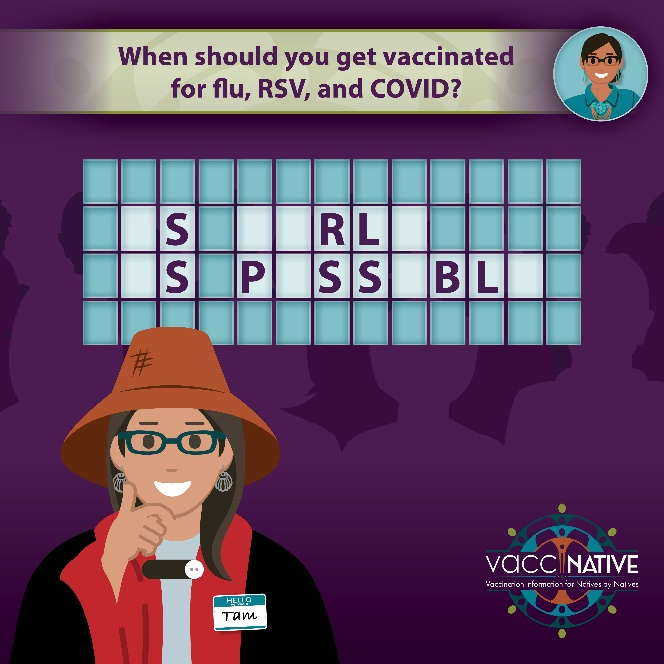 When should you get vaccinated
for flu, RSV, and COVID?
S RL
S P SS BL
VACCINATIVE
Vaccination Information for Natives by Natives
HELLO
Tam